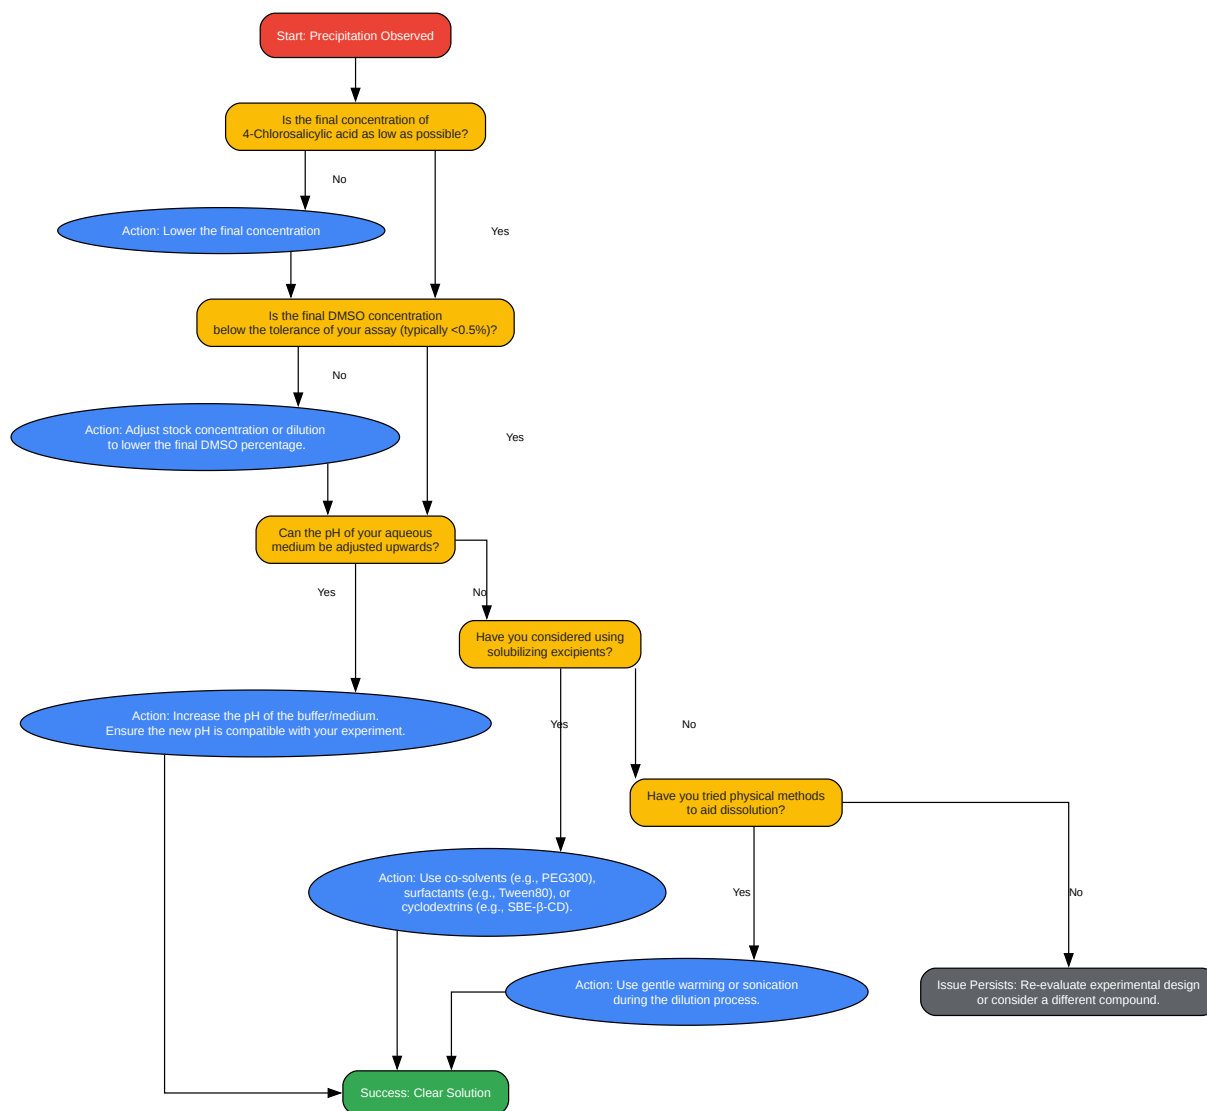 Start: Precipitation Observed
Is the final concentration of
4-Chlorosalicylic acid as low as possible?
No
Action: Lower the final concentration
Yes
Is the final DMSO concentration
below the tolerance of your assay (typically <0.5%)?
No
Action: Adjust stock concentration or dilution
to lower the final DMSO percentage.
Yes
Can the pH of your aqueous
medium be adjusted upwards?
Yes
No
Have you considered using
solubilizing excipients?
Action: Increase the pH of the buffer/medium.
Ensure the new pH is compatible with your experiment.
Yes
No
Have you tried physical methods
to aid dissolution?
Action: Use co-solvents (e.g., PEG300),
surfactants (e.g., Tween80), or
cyclodextrins (e.g., SBE-β-CD).
Yes
No
Action: Use gentle warming or sonication
during the dilution process.
Issue Persists: Re-evaluate experimental design
or consider a different compound.
Success: Clear Solution